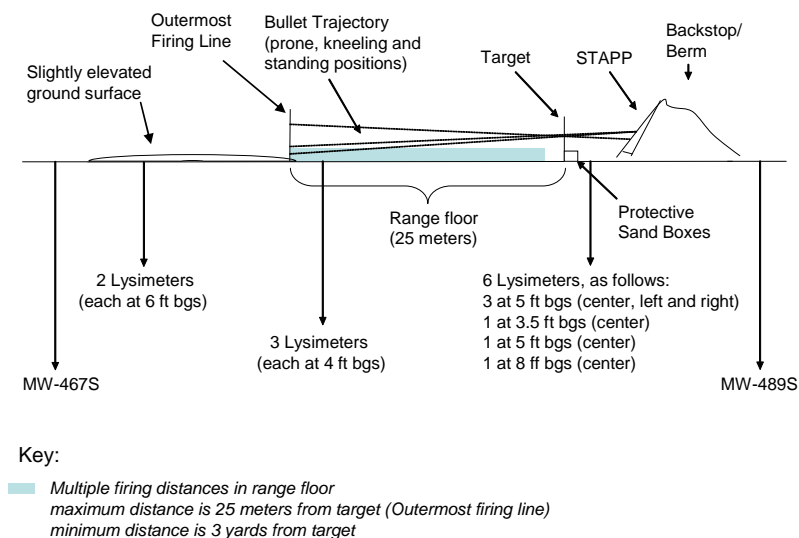 Outermost
Firing Line
Bullet Trajectory
(prone, kneeling and
standing positions)
Target
STAPP
Backstop/
Berm
Slightly elevated
ground surface
Range floor
(25 meters)
Protective
Sand Boxes
2 Lysimeters
(each at 6 ft bgs)
3 Lysimeters
(each at 4 ft bgs)
6 Lysimeters, as follows:
3 at 5 ft bgs (center, left and right)
1 at 3.5 ft bgs (center)
1 at 5 ft bgs (center)
1 at 8 ff bgs (center)
MW-467S
MW-489S
Key:
Multiple firing distances in range floor
maximum distance is 25 meters from target (Outermost firing line)
minimum distance is 3 yards from target